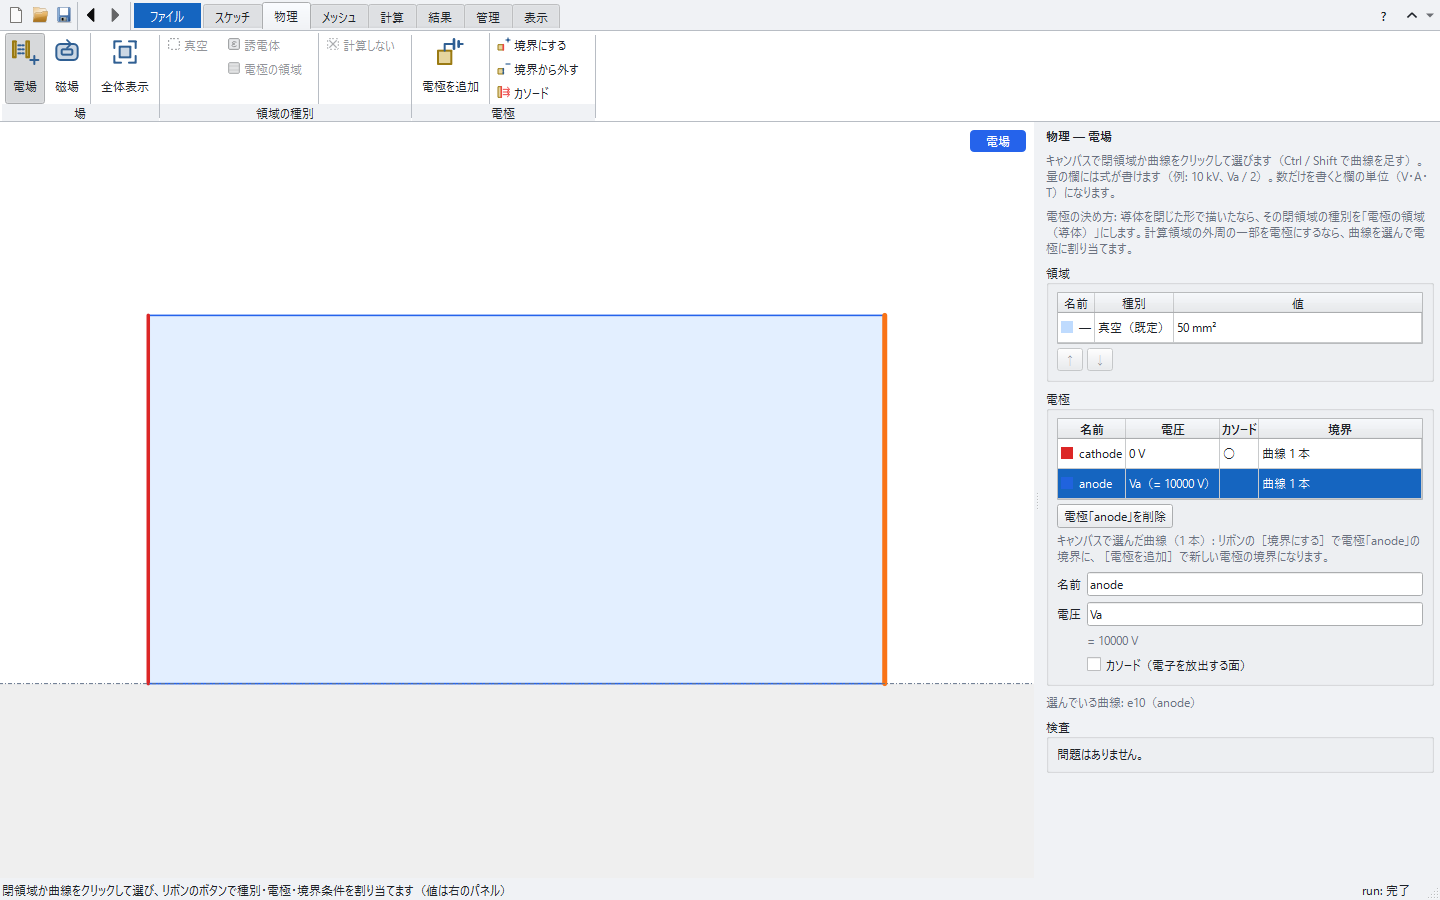 ファイル スケッチ 物理 メッシュ 計算 結果 管理 表示 ?
真空 誘電体 計算しない 境界にする
電極の領域 境界から外す
電場 磁場 全体表示 電極を追加 カソード
場 領域の種別 電極
電場
物理 — 電場
キャンバスで閉領域か曲線をクリックして選びます（Ctrl / Shift で曲線を足す）。
量の欄には式が書けます（例: 10 kV、Va / 2）。数だけを書くと欄の単位（V・A・
T）になります。
電極の決め方: 導体を閉じた形で描いたなら、その閉領域の種別を「電極の領域
（導体）」にします。計算領域の外周の一部を電極にするなら、曲線を選んで電
極に割り当てます。
領域
名前 種別 値
— 真空（既定） 50 mm²
↑ ↓
電極
名前 電圧 カソード 境界
cathode 0 V ○ 曲線 1 本
anode Va（= 10000 V） 曲線 1 本
電極「anode」を削除
キャンバスで選んだ曲線（1 本）: リボンの［境界にする］で電極「anode」の
境界に、［電極を追加］で新しい電極の境界になります。
名前 anode
電圧 Va
= 10000 V
カソード（電子を放出する面）
選んでいる曲線: e10（anode）
検査
問題はありません。
閉領域か曲線をクリックして選び、リボンのボタンで種別・電極・境界条件を割り当てます（値は右のパネル） run: 完了